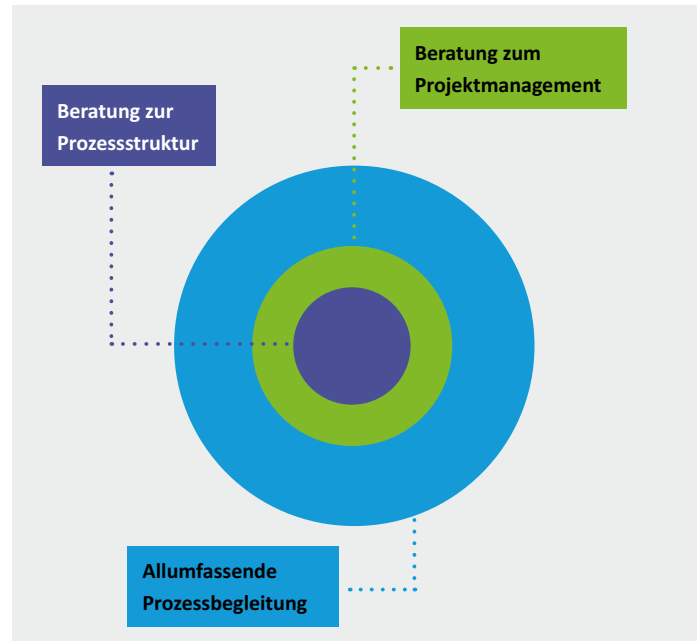 Beratung zum
Projektmanagement
Beratung zur
Prozessstruktur
Allumfassende
Prozessbegleitung